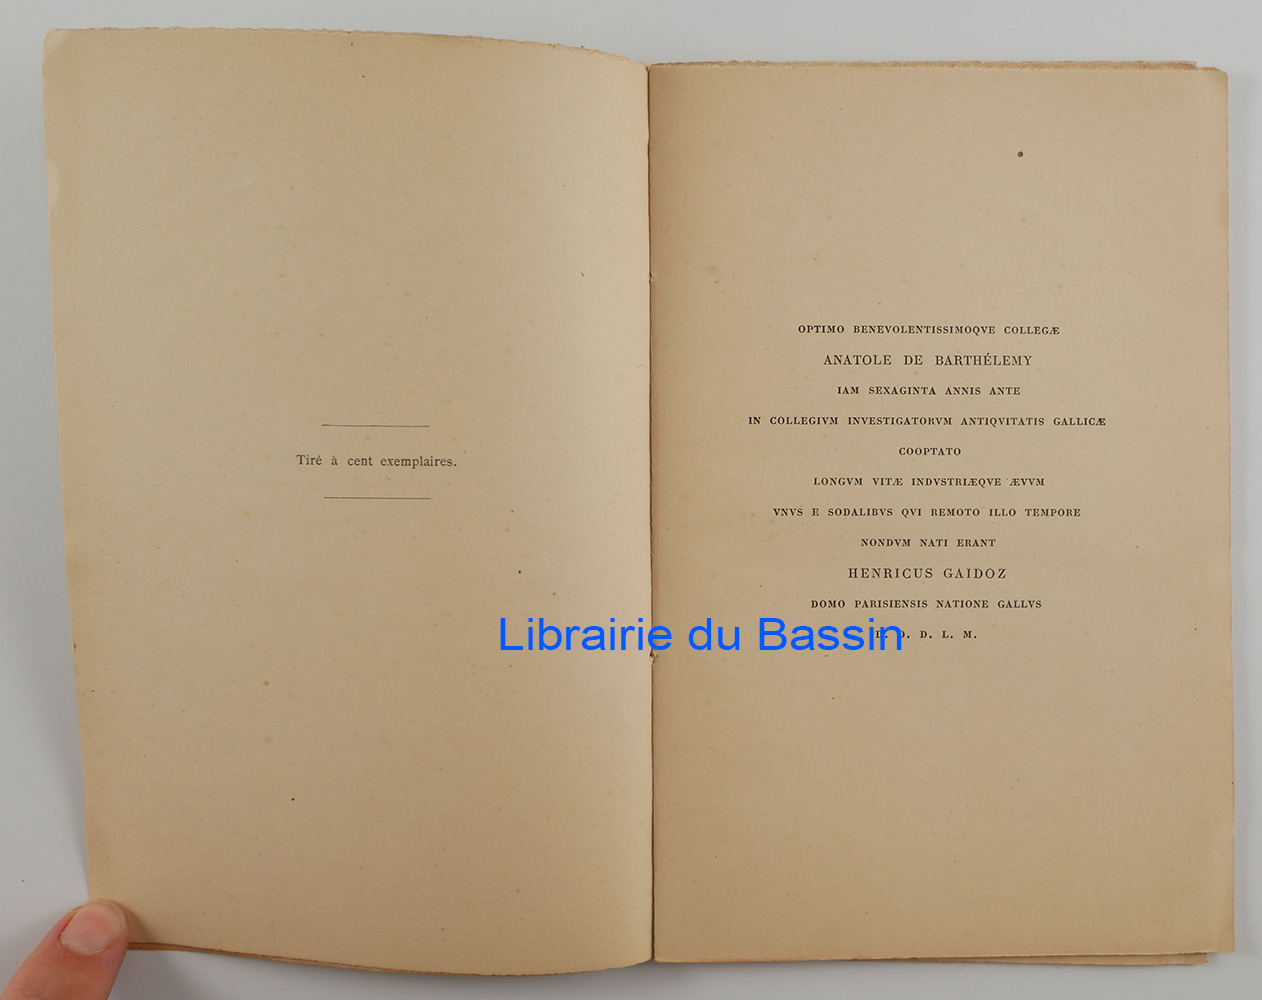 Tiré à cent exemplaires.
OPTIMO BENEVOLENTISSIMOQVE COLLEGÆ
ANATOLE DE BARTHÉLEMY
IAM SEXAGINTA ANNIS ANTE
IN COLLEGIVM INVESTIGATORVM ANTIQVITATIS GALLICÆ
COOPTATO
LONGVM VITÆ INDVSTRIÆQVE ÆVVM
VNVS E SODALIBVS QVI REMOTO ILLO TEMPORE
NONDVM NATI ERANT
HENRICUS GAIDOZ
DOMO PARISIENSIS NATIONE GALLVS
D. L. M.
Librairie du Bassin